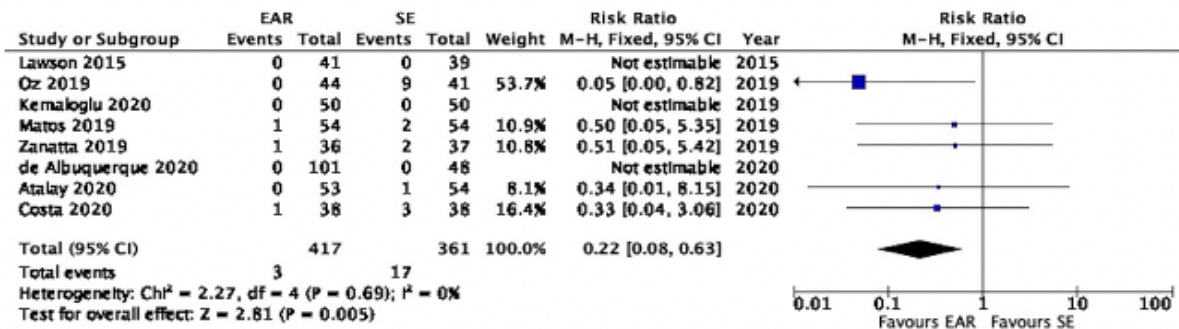 EAR SE Risk Ratio Risk Ratio
Study or Subgroup Events Total Events Total Weight M-H, Fixed, 95% CI Year M-H, Fixed, 95% CI
Lawson 2015 0 41 0 39 Not estimable 2015
Oz 2019 0 44 9 41 53.7% 0.05 [0.00, 0.82] 2019
Kemaloglu 2020 0 50 0 50 Not estimable 2019
Matos 2019 1 54 2 54 10.9% 0.50 [0.05, 5.35] 2019
Zanatta 2019 1 36 2 37 10.8% 0.51 [0.05, 5.42] 2019
de Albuquerque 2020 0 101 0 48 Not estimable 2020
Atalay 2020 0 53 1 54 8.1% 0.34 [0.01, 8.15] 2020
Costa 2020 1 38 3 38 16.4% 0.33 [0.04, 3.06] 2020
Total (95% CI) 417 361 100.0% 0.22 [0.08, 0.63]
Total events 3 17
Heterogeneity: Chi² = 2.27, df = 4 (P = 0.69); I² = 0%
Test for overall effect: Z = 2.81 (P = 0.005)
0.01 0.1 1 10 100
Favours EAR Favours SE